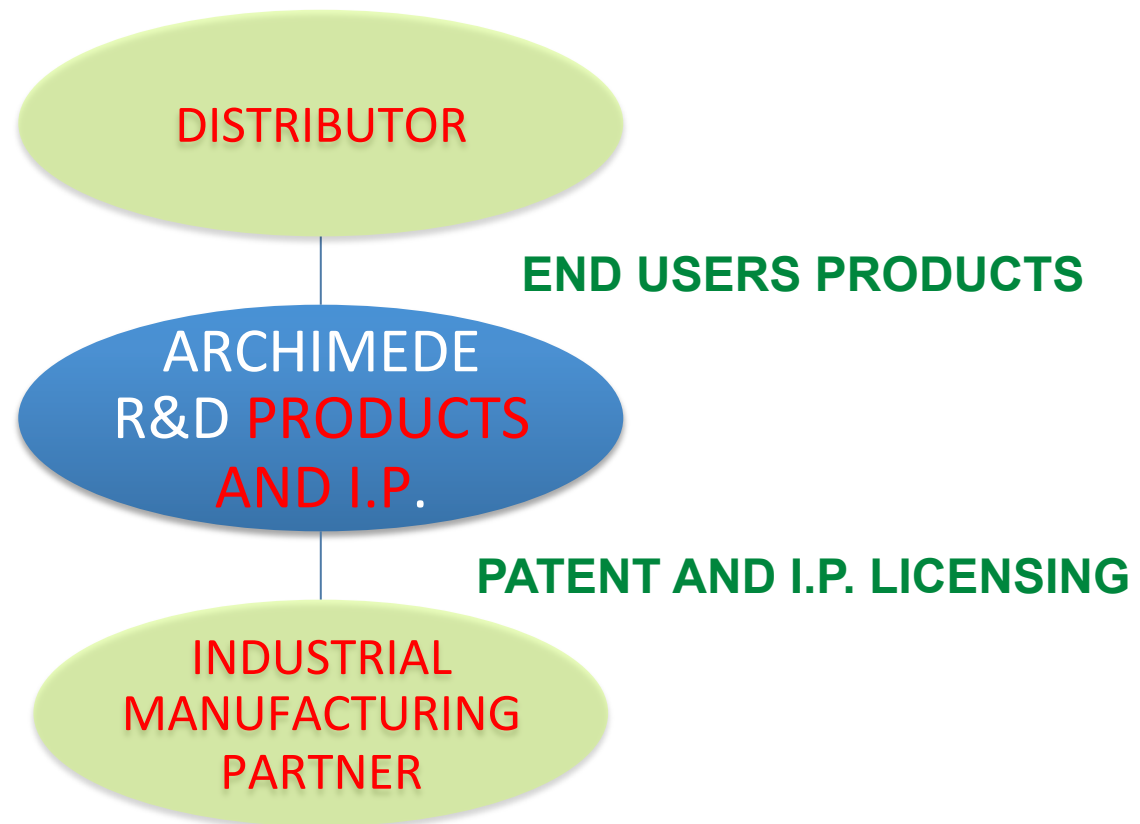 DISTRIBUTOR
END USERS PRODUCTS
ARCHIMEDE
R&D PRODUCTS
AND I.P.
PATENT AND I.P. LICENSING
INDUSTRIAL
MANUFACTURING
PARTNER